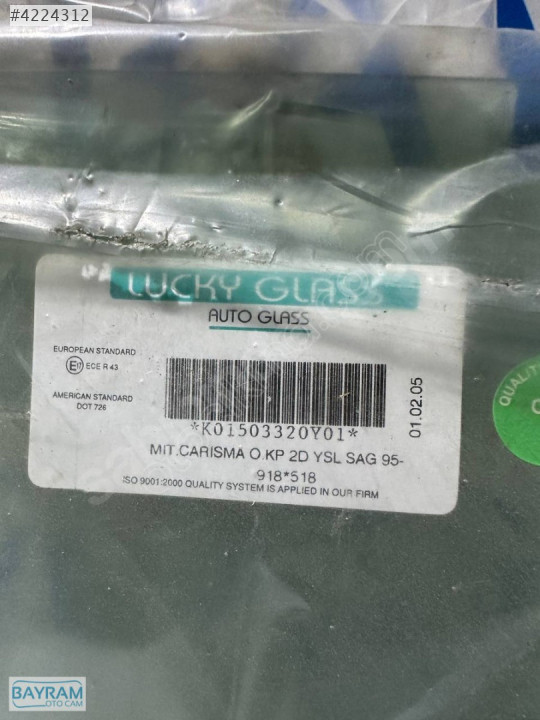 #4224312
LUCKY GLASS
AUTO GLASS
EUROPEAN STANDARD
E17 ECE R 43
AMERICAN STANDARD
DOT 726
*K01503320Y01*
01.02.05
MIT.CARISMA O.KP 2D YSL SAG 95-
918*518
ISO 9001:2000 QUALITY SYSTEM IS APPLIED IN OUR FIRM
QUALITY
BAYRAM
OTO CAM